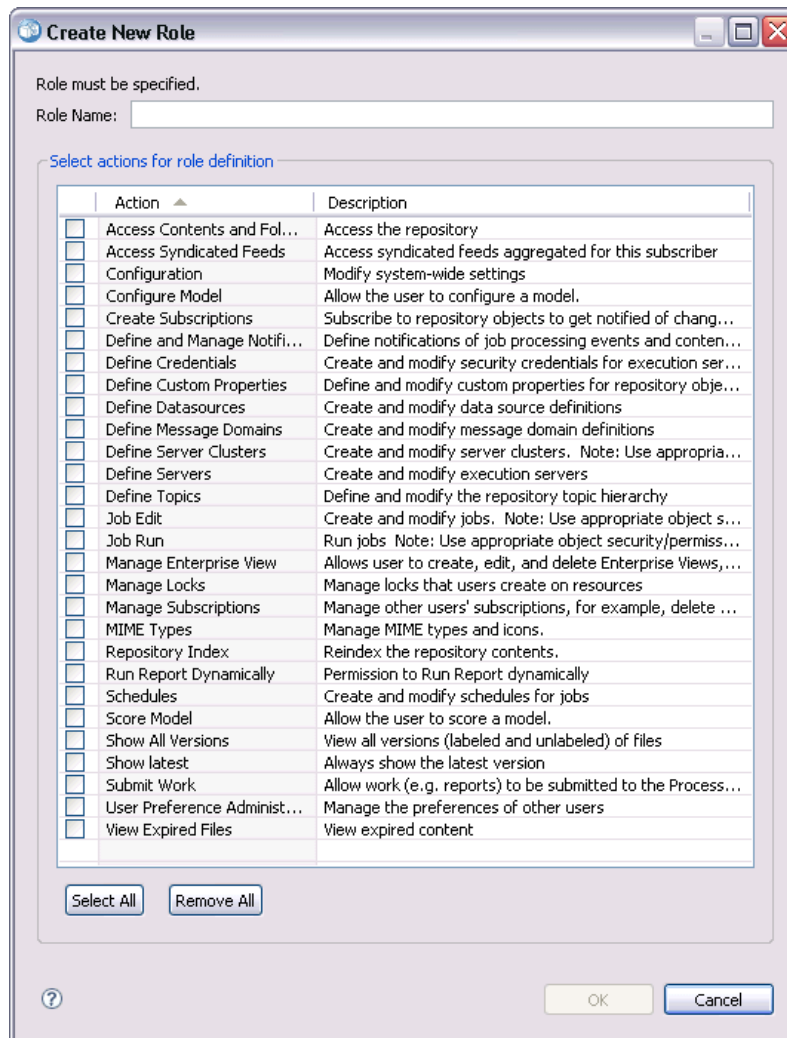 Create New Role
Role must be specified.
Role Name:
Select actions for role definition
Action Description
Access Contents and Fol... Access the repository
Access Syndicated Feeds Access syndicated feeds aggregated for this subscriber
Configuration Modify system-wide settings
Configure Model Allow the user to configure a model.
Create Subscriptions Subscribe to repository objects to get notified of chang...
Define and Manage Notifi... Define notifications of job processing events and conten...
Define Credentials Create and modify security credentials for execution ser...
Define Custom Properties Define and modify custom properties for repository obje...
Define Datasources Create and modify data source definitions
Define Message Domains Create and modify message domain definitions
Define Server Clusters Create and modify server clusters. Note: Use appropria...
Define Servers Create and modify execution servers
Define Topics Define and modify the repository topic hierarchy
Job Edit Create and modify jobs. Note: Use appropriate object s...
Job Run Run jobs Note: Use appropriate object security/permiss...
Manage Enterprise View Allows user to create, edit, and delete Enterprise Views,...
Manage Locks Manage locks that users create on resources
Manage Subscriptions Manage other users' subscriptions, for example, delete ...
MIME Types Manage MIME types and icons.
Repository Index Reindex the repository contents.
Run Report Dynamically Permission to Run Report dynamically
Schedules Create and modify schedules for jobs
Score Model Allow the user to score a model.
Show All Versions View all versions (labeled and unlabeled) of files
Show latest Always show the latest version
Submit Work Allow work (e.g. reports) to be submitted to the Process...
User Preference Administ... Manage the preferences of other users
View Expired Files View expired content
Select All Remove All
? OK Cancel